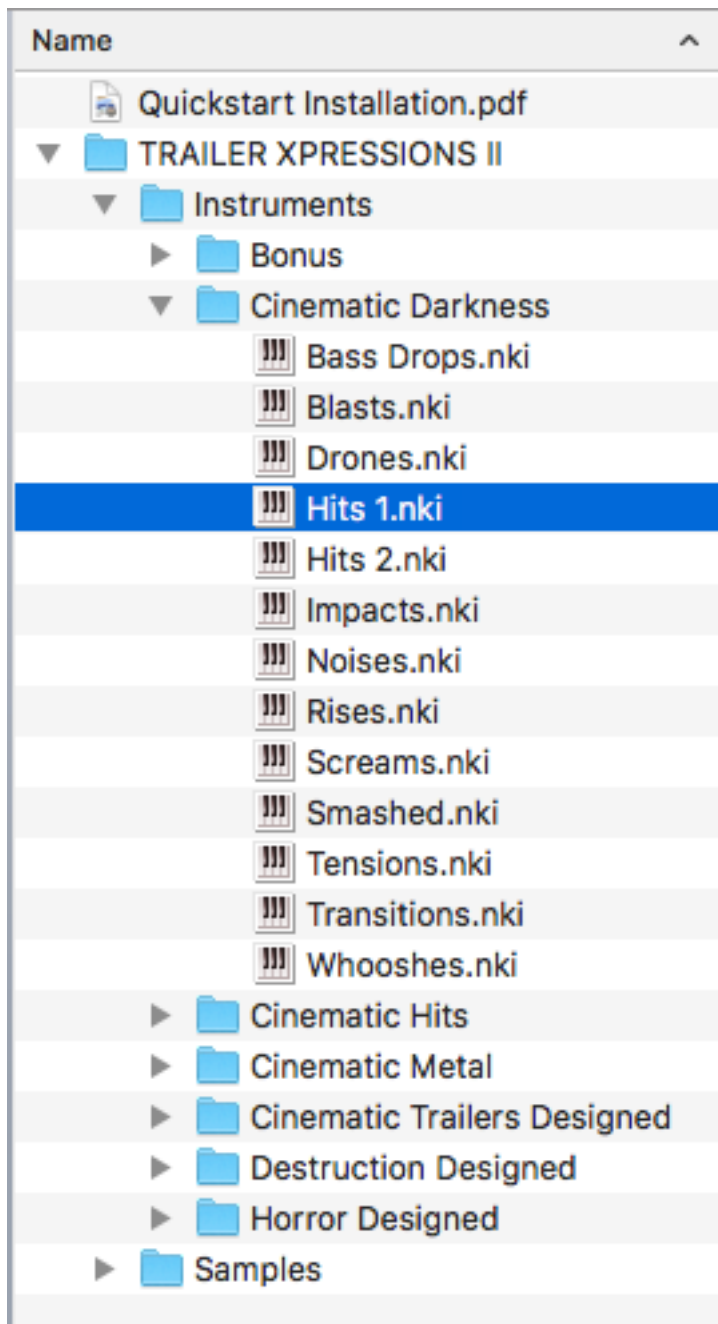 Name
Quickstart Installation.pdf
TRAILER XPRESSIONS II
Instruments
Bonus
Cinematic Darkness
Bass Drops.nki
Blasts.nki
Drones.nki
Hits 1.nki
Hits 2.nki
Impacts.nki
Noises.nki
Rises.nki
Screams.nki
Smashed.nki
Tensions.nki
Transitions.nki
Whooshes.nki
Cinematic Hits
Cinematic Metal
Cinematic Trailers Designed
Destruction Designed
Horror Designed
Samples